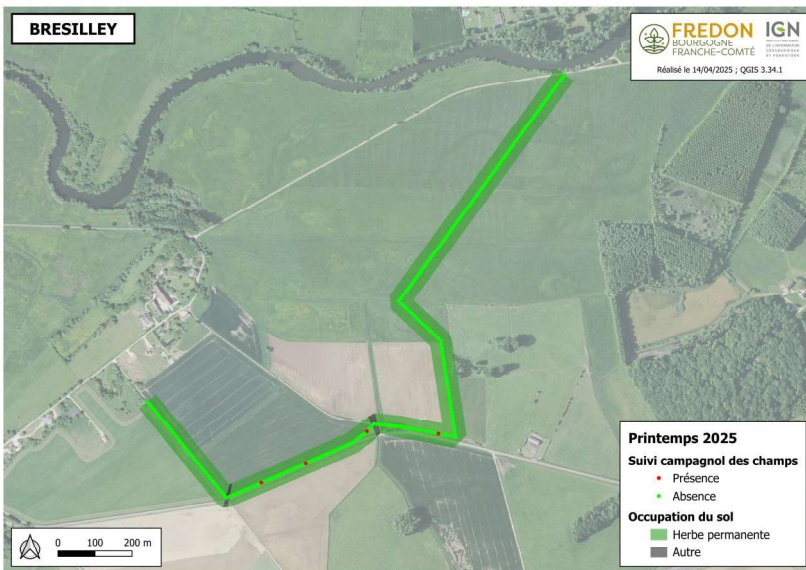 BRESILLEY
FREDON
BOURGOGNE
FRANCHE-COMTÉ
IGN
Réalisé le 14/04/2025 ; QGIS 3.34.1
Printemps 2025
Suivi campagnol des champs
Présence
Absence
Occupation du sol
Herbe permanente
Autre
0 100 200 m